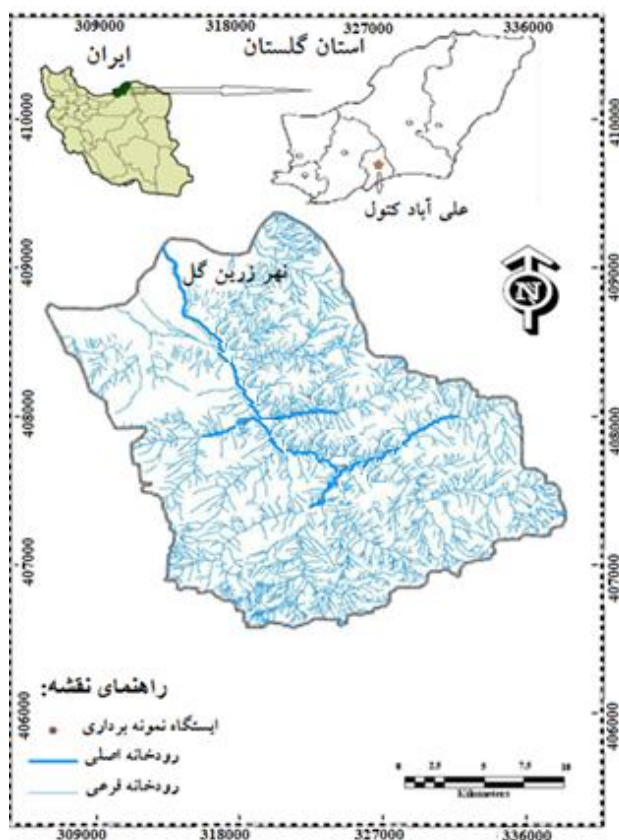 309000 318000 327000 336000
ایران
استان گلستان
410000
410000
علی آباد کتول
409000
409000
نهر زرین گل
N
408000
408000
407000
407000
راهنمای نقشه:
ایستگاه نمونه برداری
406000
406000
رودخانه اصلی
رودخانه فرعی
0 2.5 5 7.5 10
Kilometers
309000 318000 327000 336000